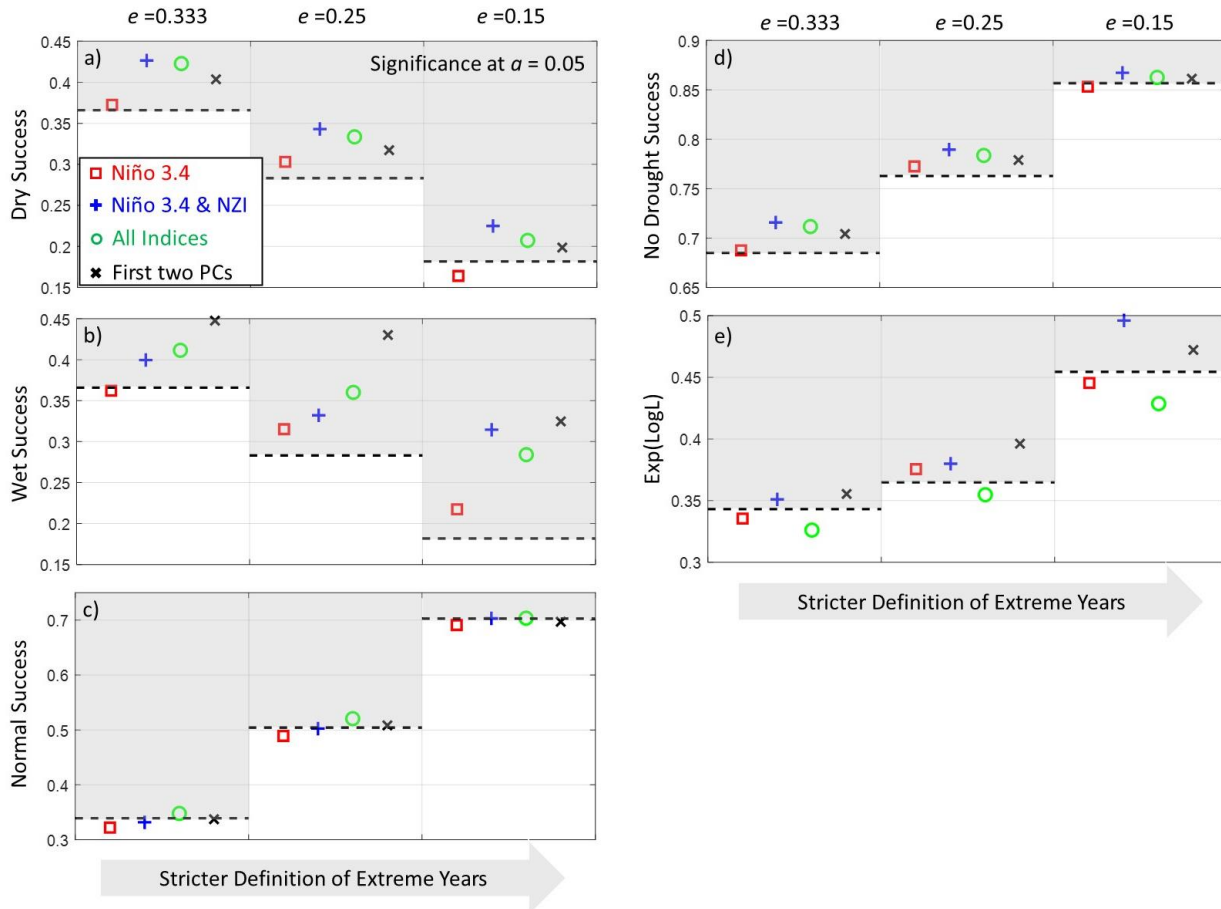 e =0.333
e =0.25
e =0.15
a)
Significance at α = 0.05
0.45
0.4
0.35
0.3
0.25
0.2
0.15
Dry Success
Niño 3.4
Niño 3.4 & NZI
All Indices
First two PCs
b)
0.45
0.4
0.35
0.3
0.25
0.2
0.15
Wet Success
c)
0.7
0.6
0.5
0.4
0.3
Normal Success
Stricter Definition of Extreme Years
e =0.333
e =0.25
e =0.15
d)
0.9
0.85
0.8
0.75
0.7
0.65
No Drought Success
e)
0.5
0.45
0.4
0.35
0.3
Exp(LogL)
Stricter Definition of Extreme Years